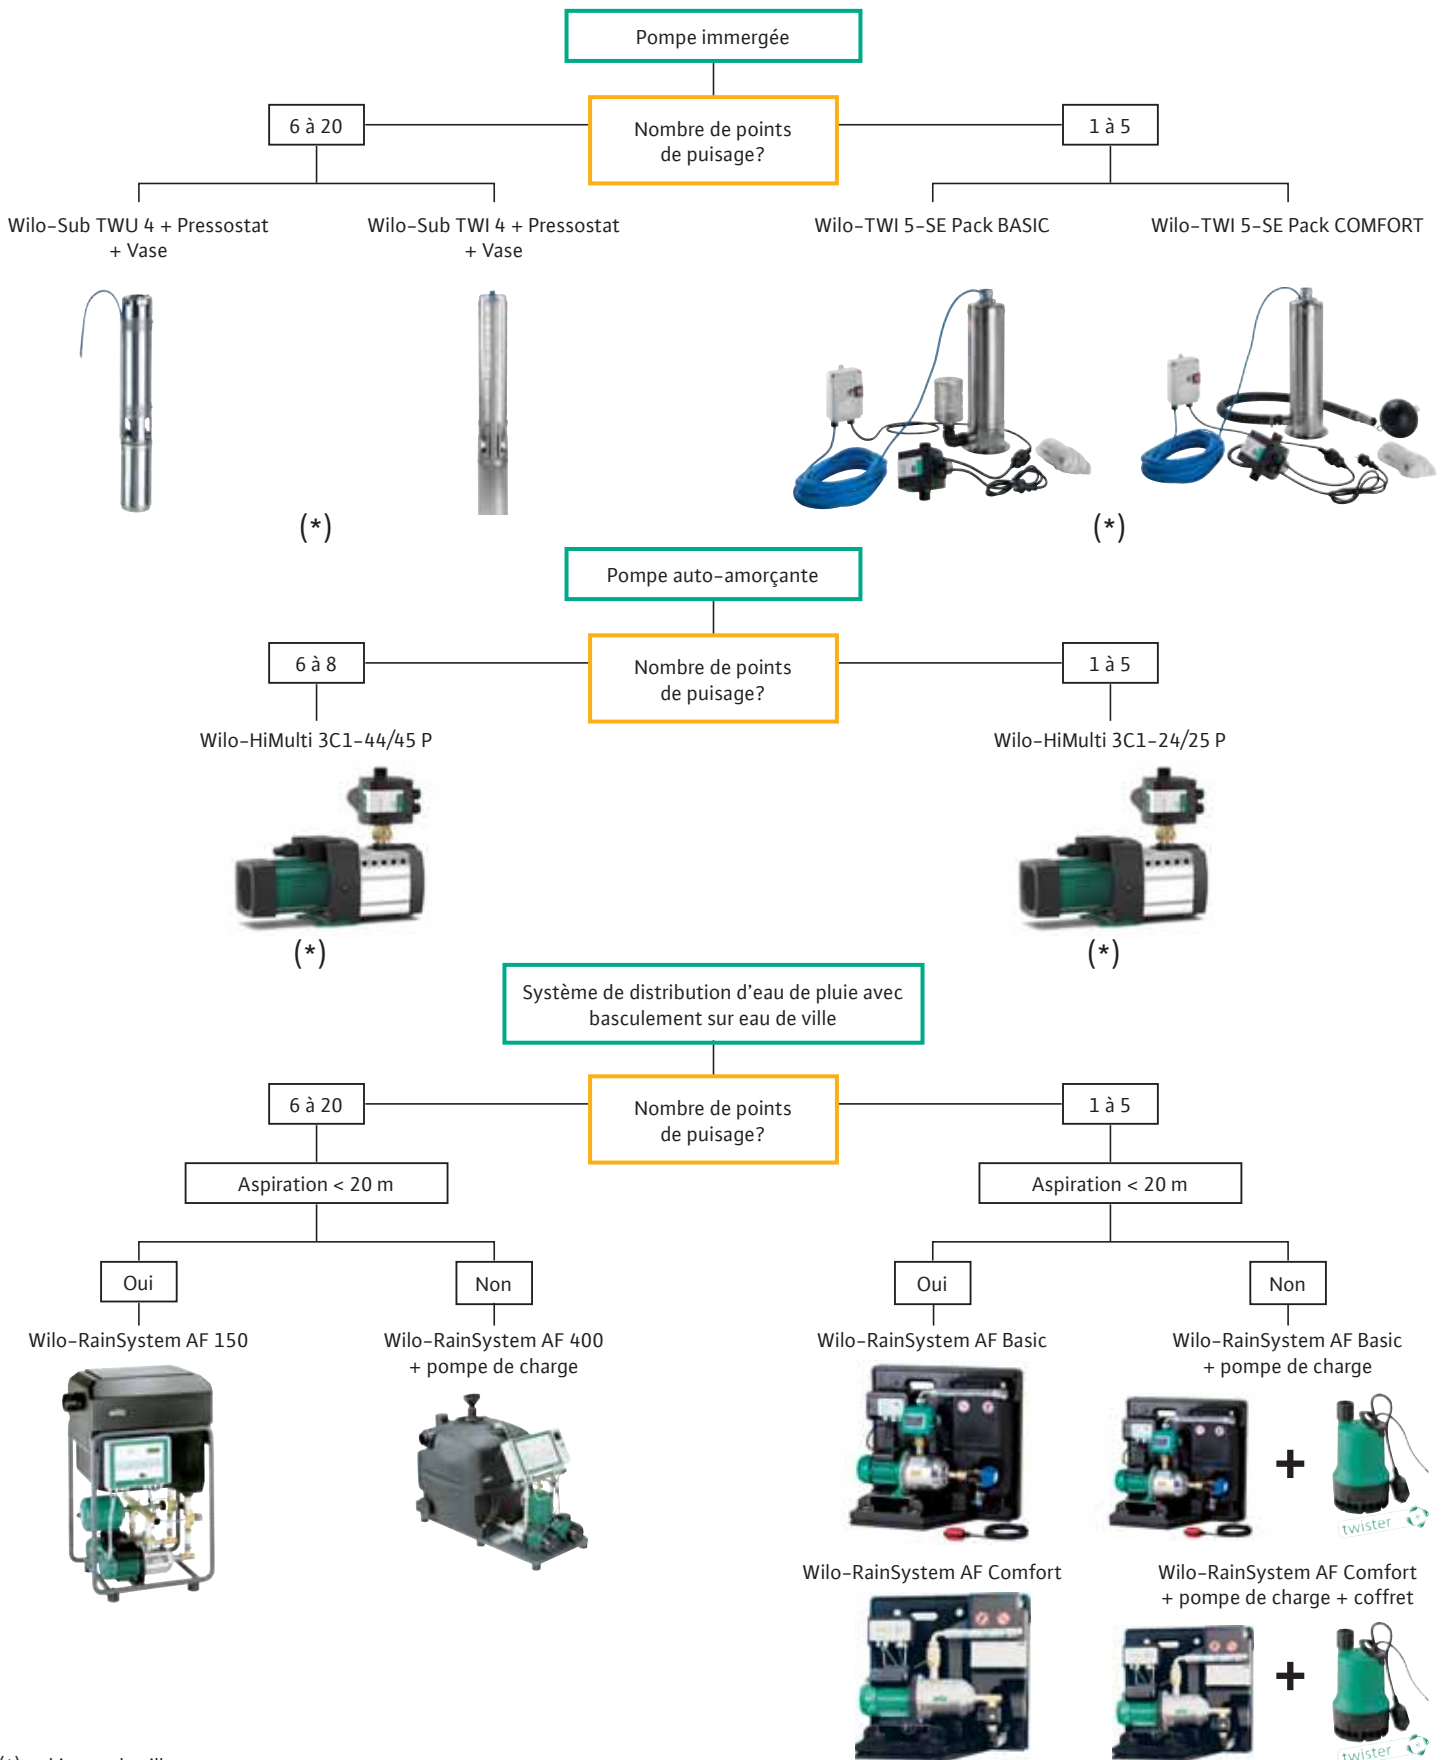 Pompe immergée
6 à 20
Nombre de points
de puisage?
1 à 5
Wilo-Sub TWU 4 + Pressostat
+ Vase
Wilo-Sub TWI 4 + Pressostat
+ Vase
Wilo-TWI 5-SE Pack BASIC
Wilo-TWI 5-SE Pack COMFORT
(*)
(*)
Pompe auto-amorçante
6 à 8
Nombre de points
de puisage?
1 à 5
Wilo-HiMulti 3C1-44/45 P
Wilo-HiMulti 3C1-24/25 P
(*)
(*)
Système de distribution d'eau de pluie avec
basculement sur eau de ville
6 à 20
Nombre de points
de puisage?
1 à 5
Aspiration < 20 m
Aspiration < 20 m
Oui
Non
Oui
Non
Wilo-RainSystem AF 150
Wilo-RainSystem AF 400
+ pompe de charge
Wilo-RainSystem AF Basic
Wilo-RainSystem AF Basic
+ pompe de charge
+
twister
Wilo-RainSystem AF Comfort
Wilo-RainSystem AF Comfort
+ pompe de charge + coffret
+
twister